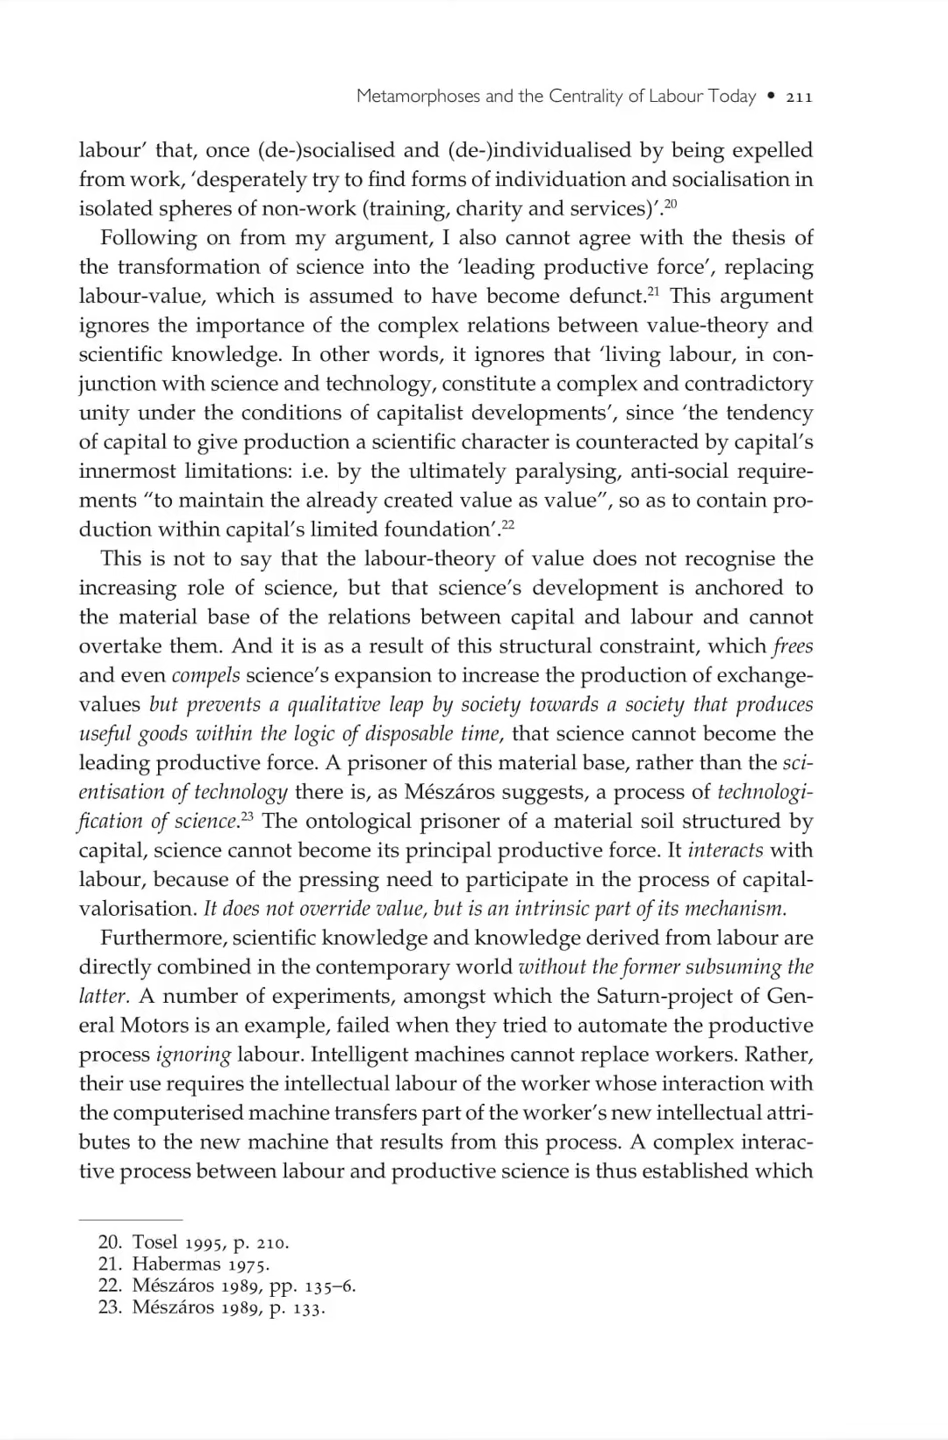 Metamorphoses and the Centrality of Labour Today • 211
labour’ that, once (de-)socialised and (de-)individualised by being expelled
from work, ‘desperately try to find forms of individuation and socialisation in
isolated spheres of non-work (training, charity and services)’.20
Following on from my argument, I also cannot agree with the thesis of
the transformation of science into the ‘leading productive force’, replacing
labour-value, which is assumed to have become defunct.21 This argument
ignores the importance of the complex relations between value-theory and
scientific knowledge. In other words, it ignores that ‘living labour, in con-
junction with science and technology, constitute a complex and contradictory
unity under the conditions of capitalist developments’, since ‘the tendency
of capital to give production a scientific character is counteracted by capital’s
innermost limitations: i.e. by the ultimately paralysing, anti-social require-
ments “to maintain the already created value as value”, so as to contain pro-
duction within capital’s limited foundation’.22
This is not to say that the labour-theory of value does not recognise the
increasing role of science, but that science’s development is anchored to
the material base of the relations between capital and labour and cannot
overtake them. And it is as a result of this structural constraint, which frees
and even compels science’s expansion to increase the production of exchange-
values but prevents a qualitative leap by society towards a society that produces
useful goods within the logic of disposable time, that science cannot become the
leading productive force. A prisoner of this material base, rather than the sci-
entisation of technology there is, as Mészáros suggests, a process of technologi-
fication of science.23 The ontological prisoner of a material soil structured by
capital, science cannot become its principal productive force. It interacts with
labour, because of the pressing need to participate in the process of capital-
valorisation. It does not override value, but is an intrinsic part of its mechanism.
Furthermore, scientific knowledge and knowledge derived from labour are
directly combined in the contemporary world without the former subsuming the
latter. A number of experiments, amongst which the Saturn-project of Gen-
eral Motors is an example, failed when they tried to automate the productive
process ignoring labour. Intelligent machines cannot replace workers. Rather,
their use requires the intellectual labour of the worker whose interaction with
the computerised machine transfers part of the worker’s new intellectual attri-
butes to the new machine that results from this process. A complex interac-
tive process between labour and productive science is thus established which
20. Tosel 1995, p. 210.
21. Habermas 1975.
22. Mészáros 1989, pp. 135–6.
23. Mészáros 1989, p. 133.